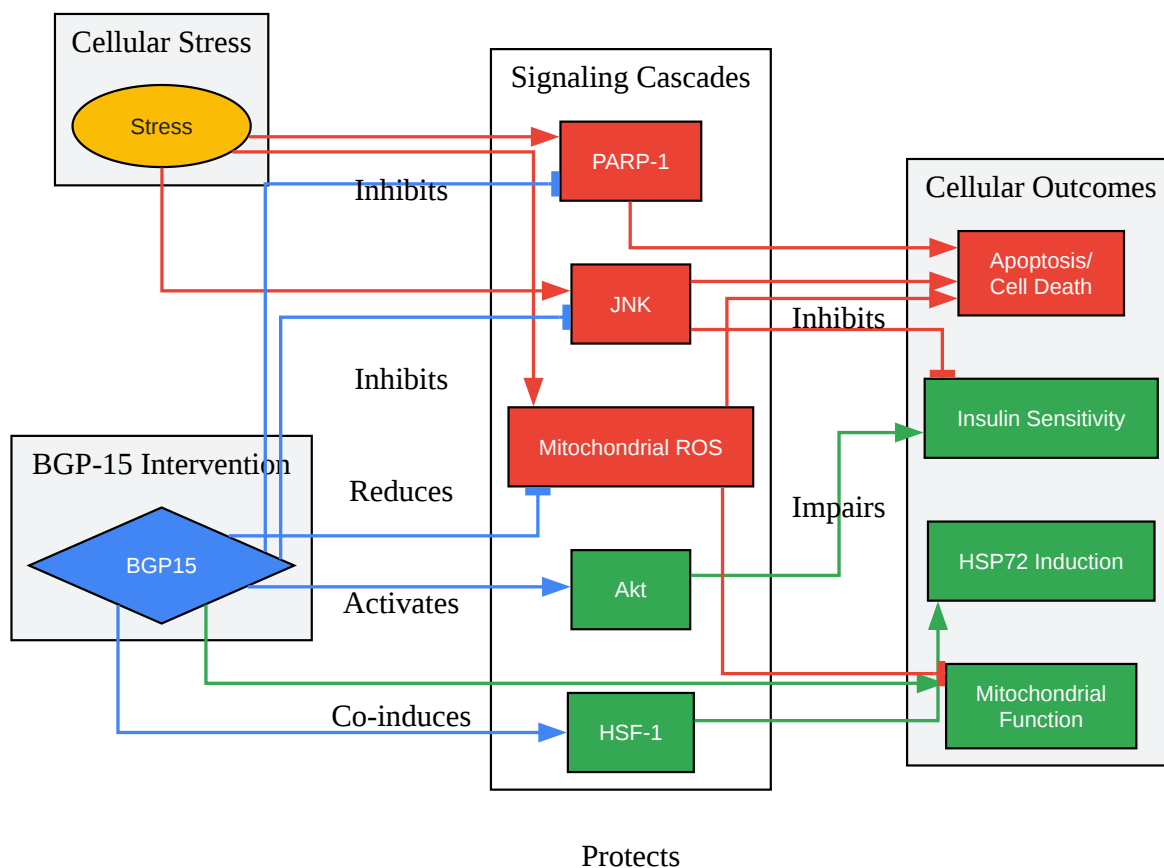 Cellular Stress
Stress
Signaling Cascades
PARP-1
Inhibits
Cellular Outcomes
Apoptosis/
Cell Death
JNK
Inhibits
Inhibits
Insulin Sensitivity
Mitochondrial ROS
BGP-15 Intervention
Reduces
Impairs
BGP15
HSP72 Induction
Akt
Activates
Mitochondrial
Function
Co-induces
HSF-1
Protects